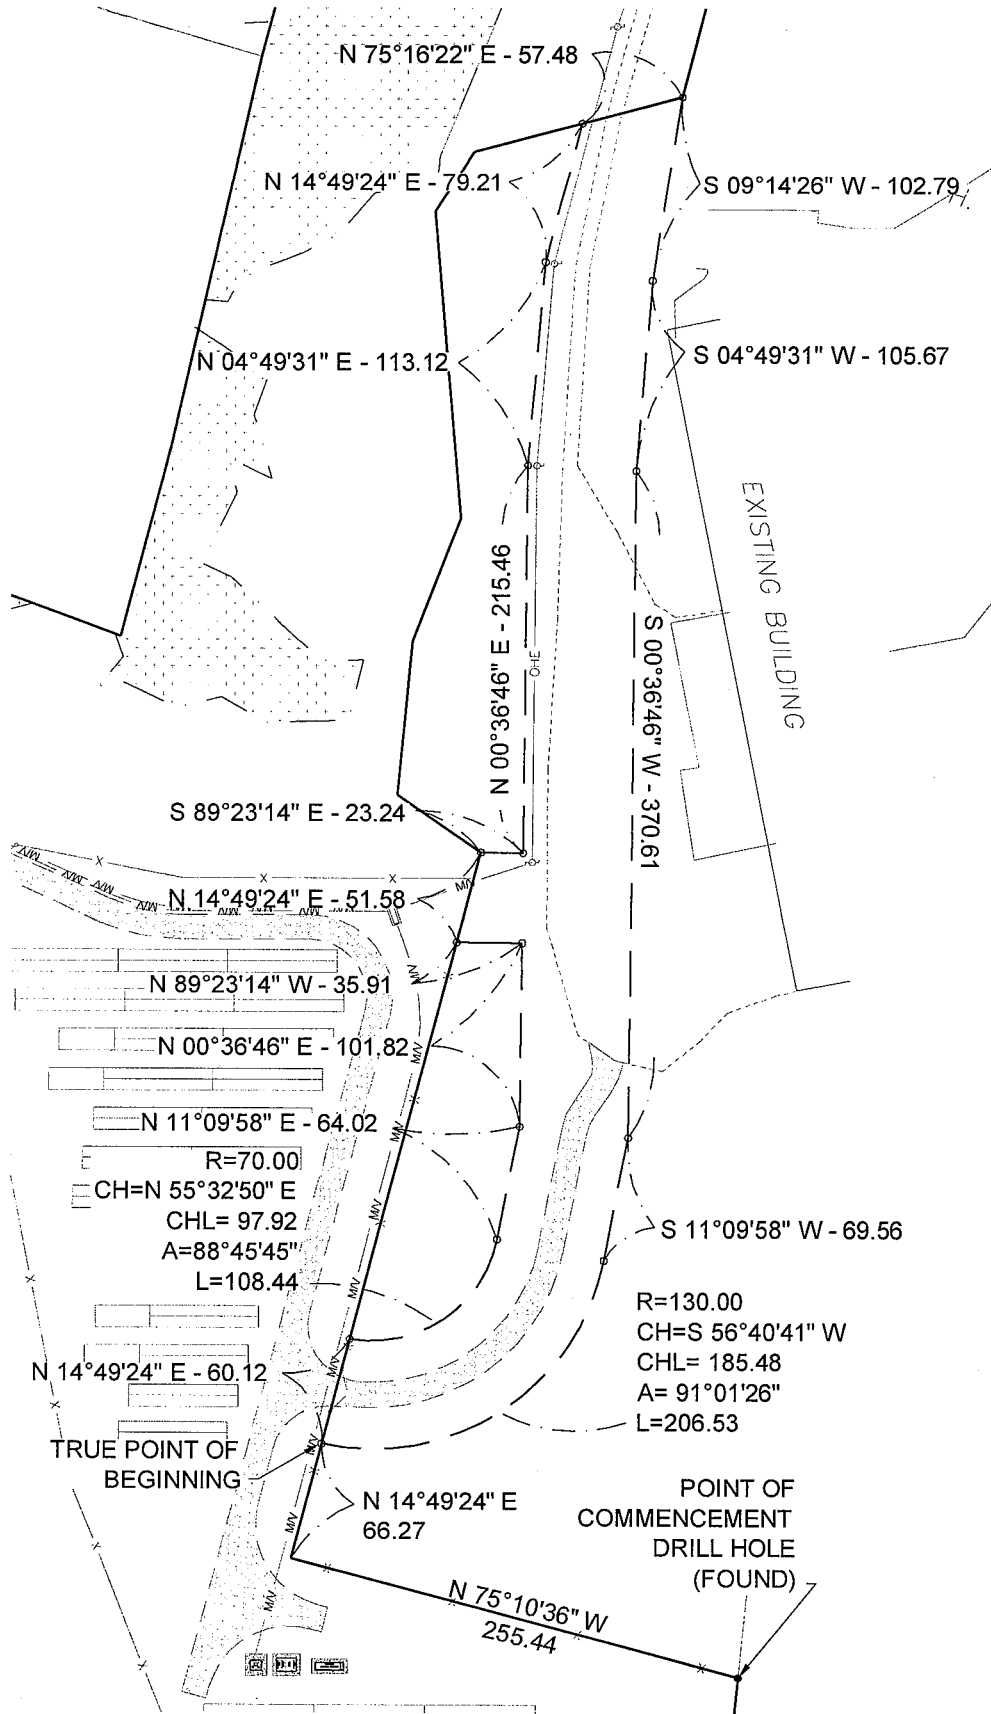 N 75°16'22" E - 57.48
N 14°49'24" E - 79.21
S 09°14'26" W - 102.79
N 04°49'31" E - 113.12
S 04°49'31" W - 105.67
EXISTING BUILDING
N 00°36'46" E - 215.46
OHE
S 00°36'46" W - 370.61
S 89°23'14" E - 23.24
N 14°49'24" E - 51.58
N 89°23'14" W - 35.91
N 00°36'46" E - 101.82
N 11°09'58" E - 64.02
R=70.00
CH=N 55°32'50" E
CHL= 97.92
A=88°45'45"
L=108.44
S 11°09'58" W - 69.56
R=130.00
CH=S 56°40'41" W
CHL= 185.48
A= 91°01'26"
L=206.53
N 14°49'24" E - 60.12
TRUE POINT OF
BEGINNING
N 14°49'24" E
66.27
POINT OF
COMMENCEMENT
DRILL HOLE
(FOUND)
N 75°10'36" W
255.44